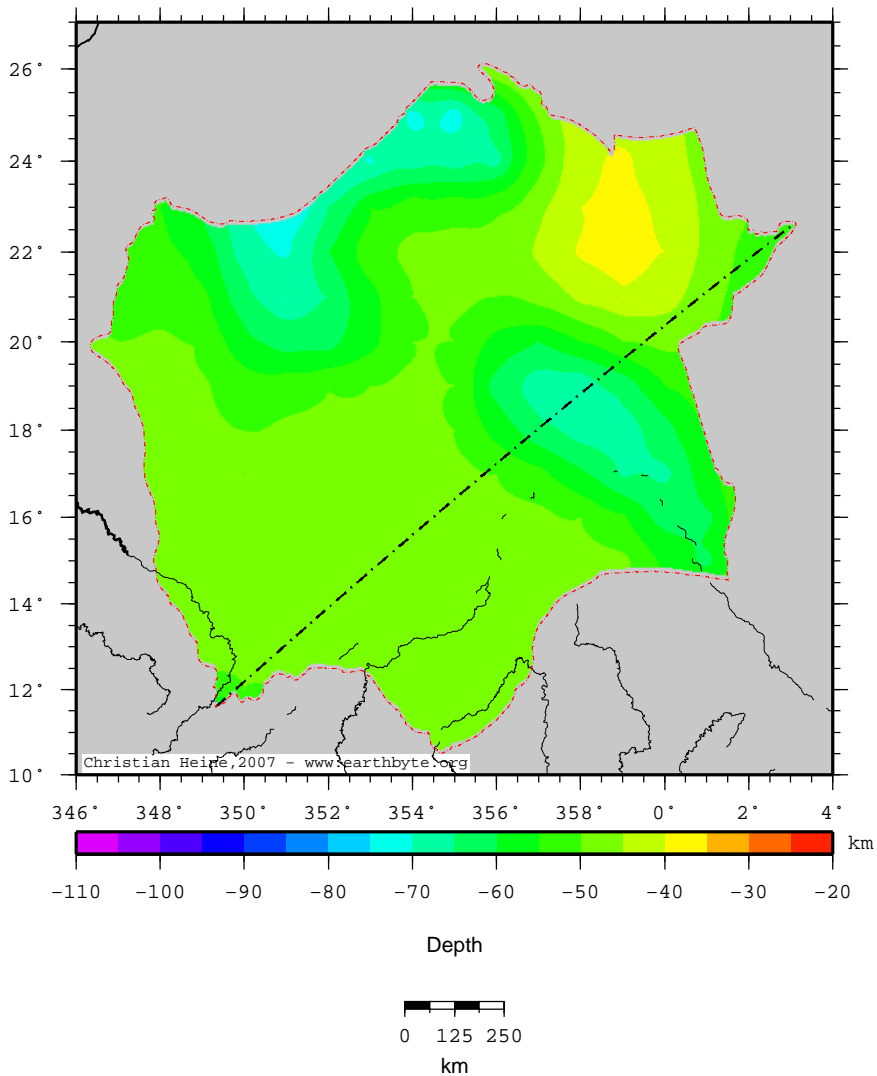 26°
24°
22°
20°
18°
16°
14°
12°
10°
Christian Heine,2007 – www.earthbyte.org
346° 348° 350° 352° 354° 356° 358° 0° 2° 4°
km
−110 −100 −90 −80 −70 −60 −50 −40 −30 −20
Depth
0 125 250
km